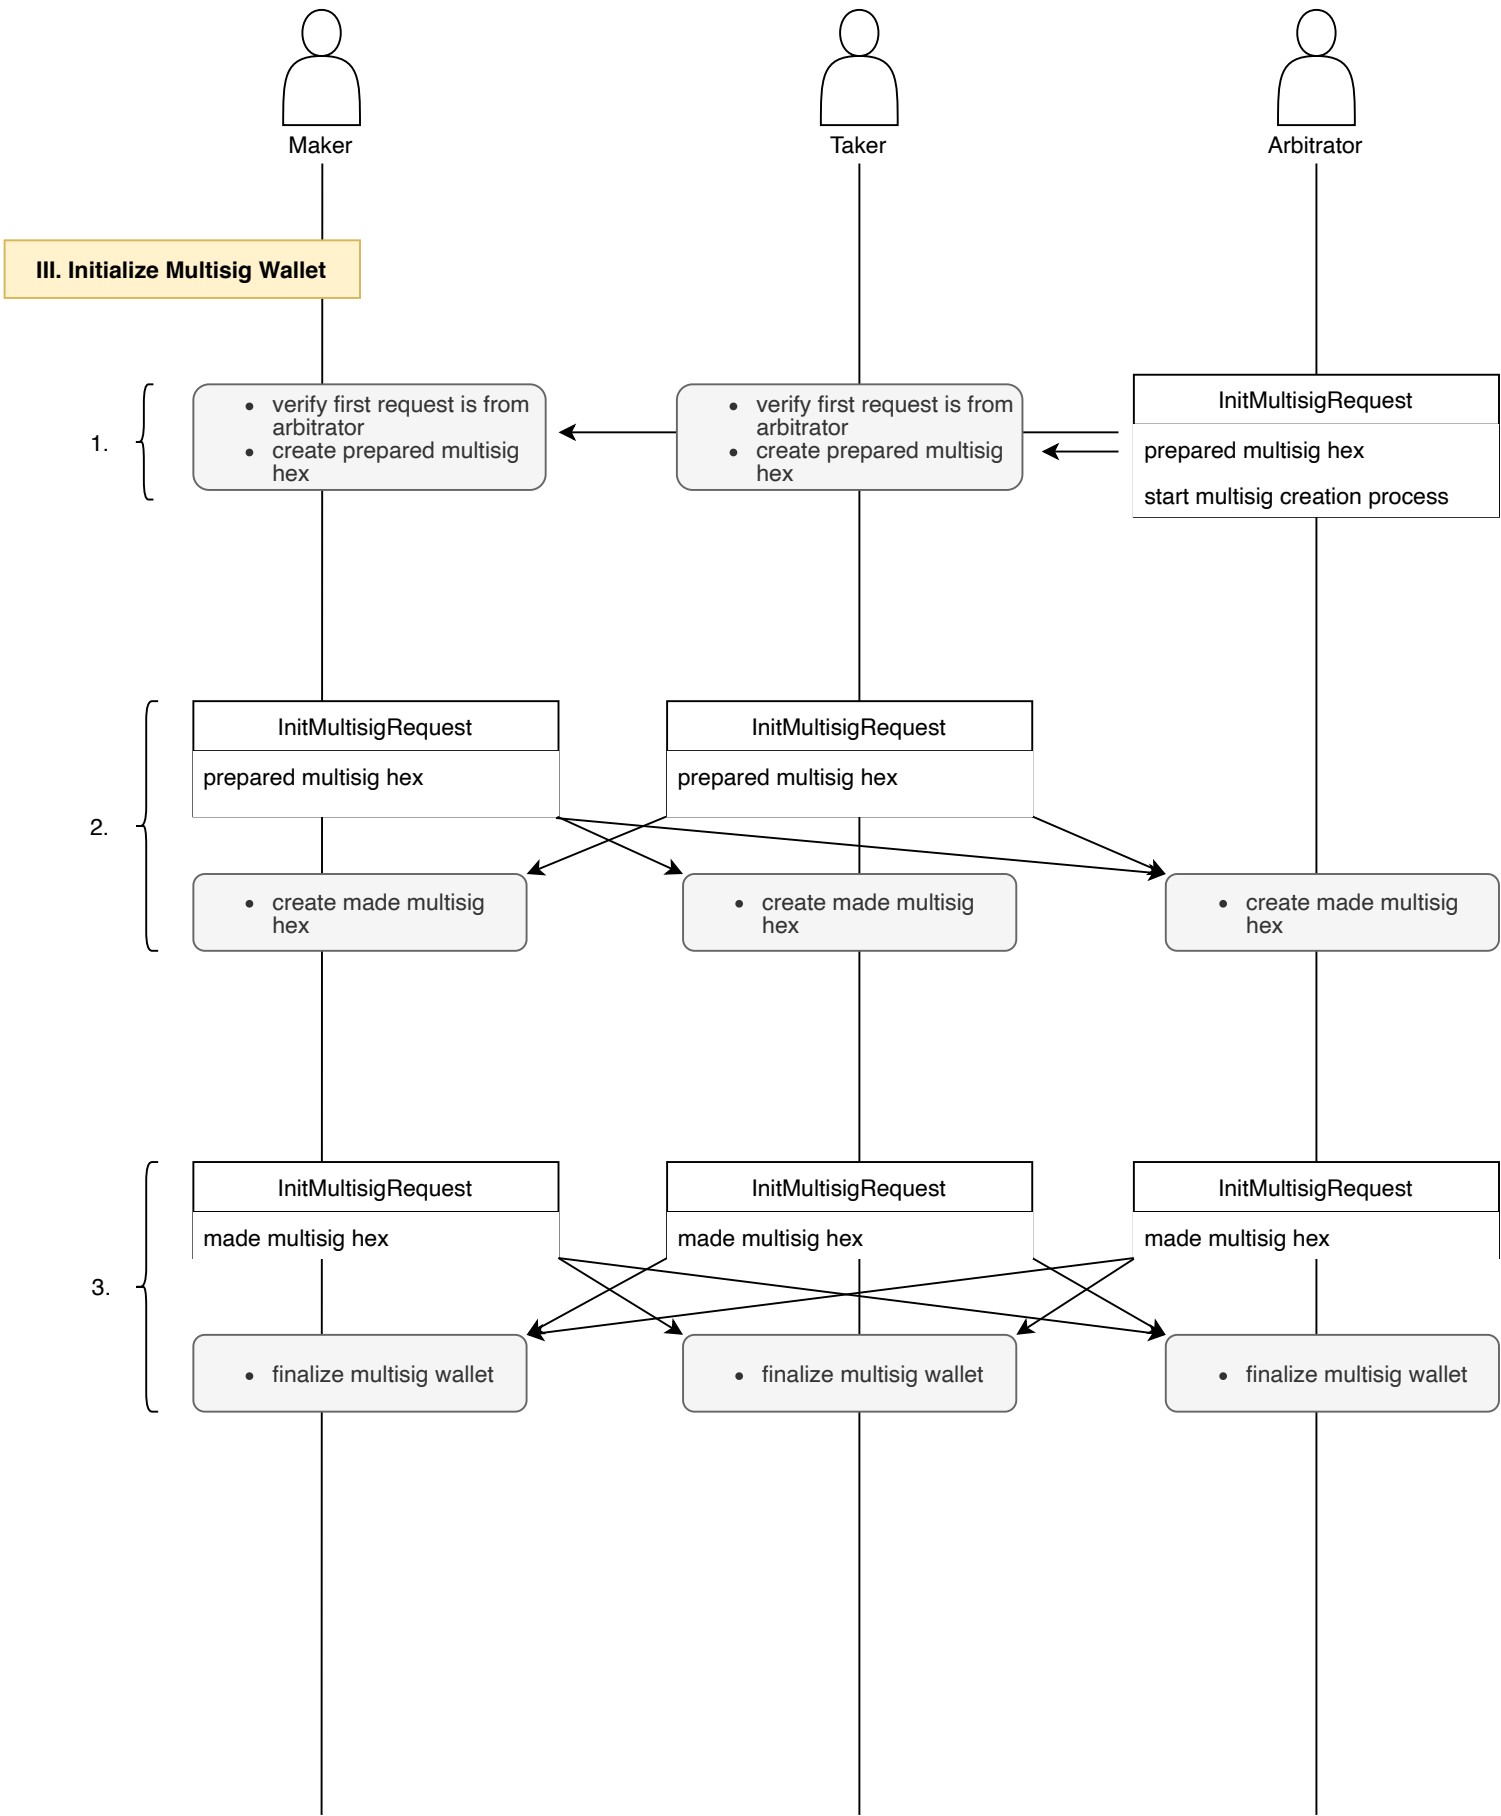 Maker
Taker
Arbitrator
III. Initialize Multisig Wallet
1.
• verify first request is from
arbitrator
• create prepared multisig
hex
• verify first request is from
arbitrator
• create prepared multisig
hex
InitMultisigRequest
prepared multisig hex
start multisig creation process
2.
InitMultisigRequest
prepared multisig hex
InitMultisigRequest
prepared multisig hex
• create made multisig
hex
• create made multisig
hex
• create made multisig
hex
3.
InitMultisigRequest
made multisig hex
InitMultisigRequest
made multisig hex
InitMultisigRequest
made multisig hex
• finalize multisig wallet
• finalize multisig wallet
• finalize multisig wallet